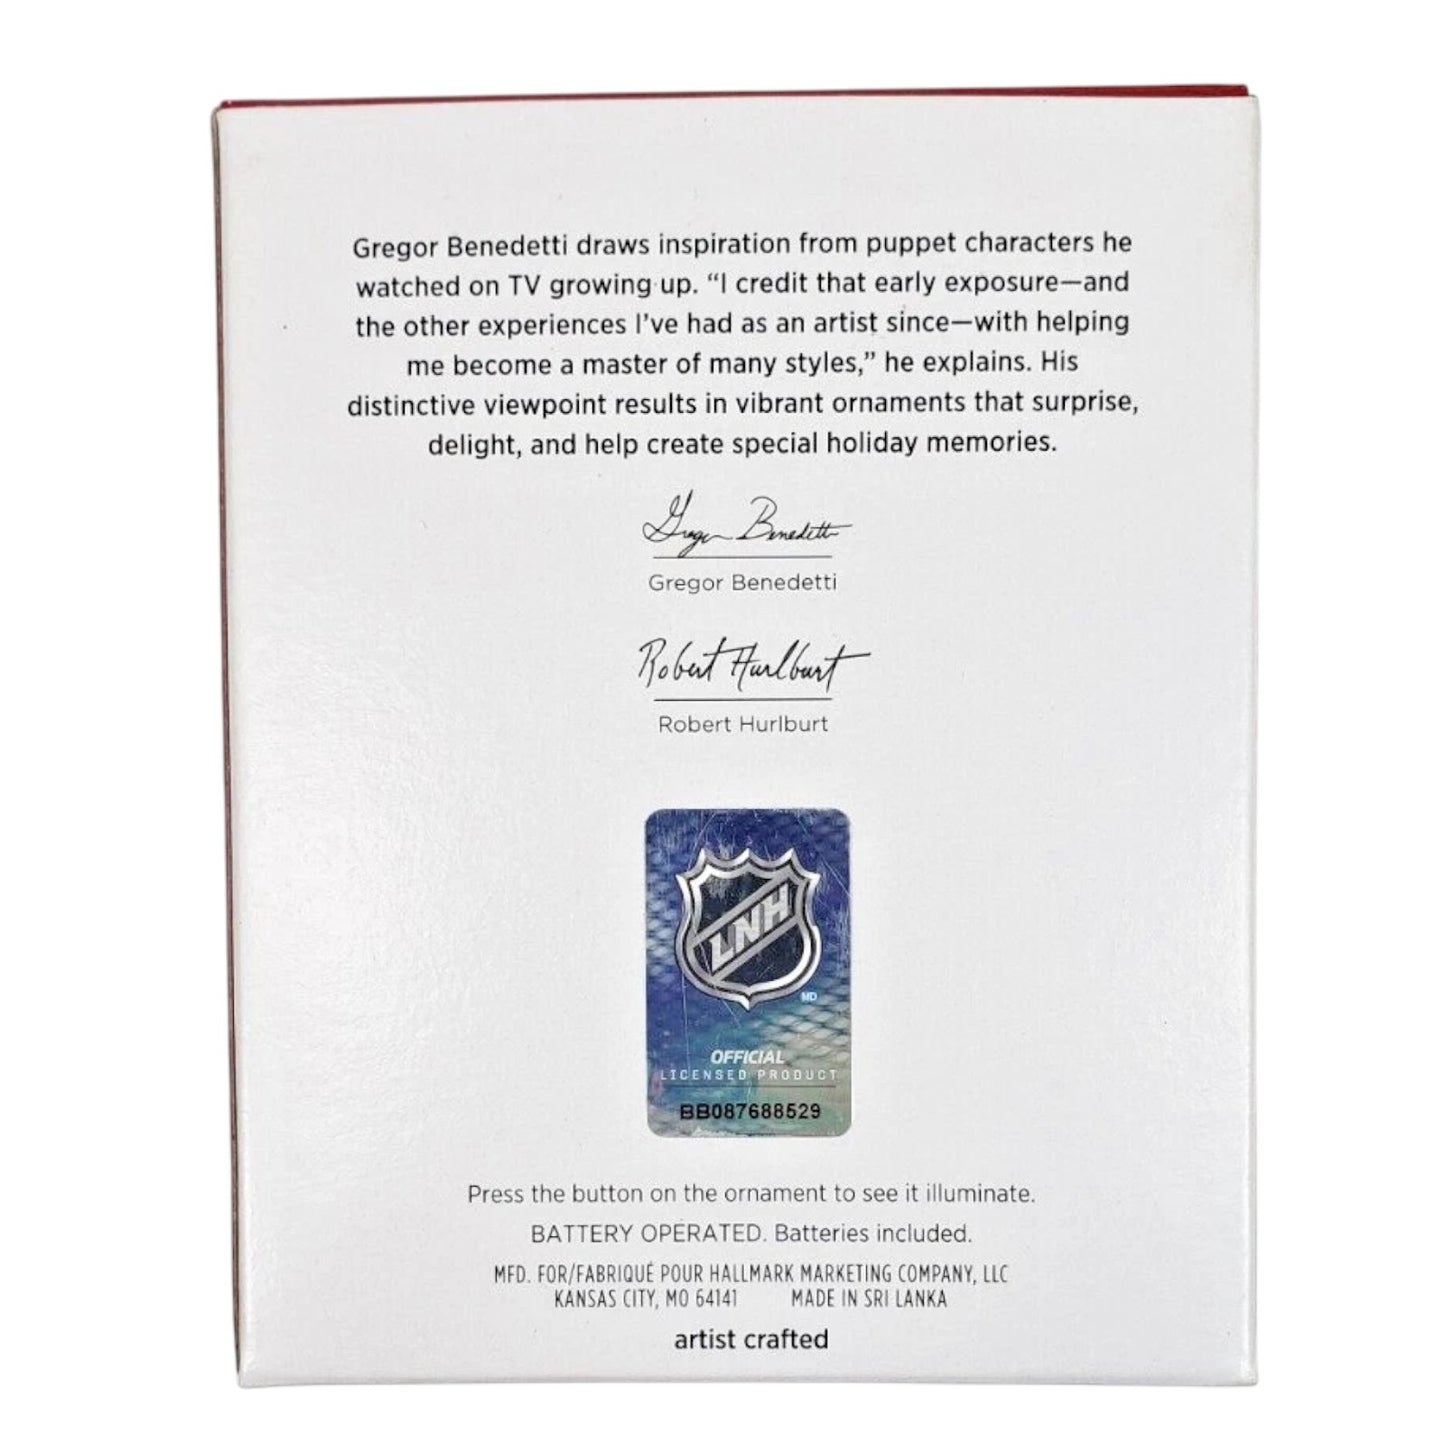 Gregor Benedetti draws inspiration from puppet characters he
watched on TV growing up. “I credit that early exposure—and
the other experiences I’ve had as an artist since—with helping
me become a master of many styles,” he explains. His
distinctive viewpoint results in vibrant ornaments that surprise,
delight, and help create special holiday memories.
Gregor Benedetti
Gregor Benedetti
Robert Hurlburt
Robert Hurlburt
LNH
MD
OFFICIAL
LICENSED PRODUCT
BB087688529
Press the button on the ornament to see it illuminate.
BATTERY OPERATED. Batteries included.
MFD. FOR/FABRIQUÉ POUR HALLMARK MARKETING COMPANY, LLC
KANSAS CITY, MO 64141 MADE IN SRI LANKA
artist crafted